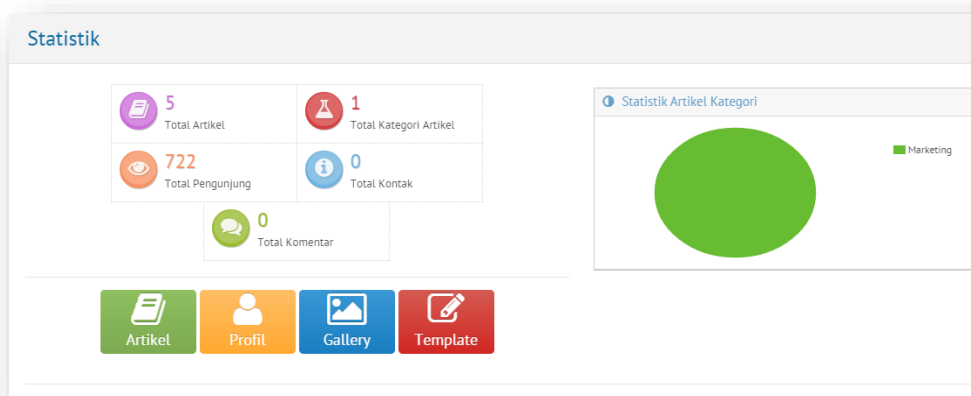 Statistik
5
Total Artikel
1
Total Kategori Artikel
722
Total Pengunjung
0
Total Kontak
0
Total Komentar
Statistik Artikel Kategori
Marketing
Artikel
Profil
Gallery
Template